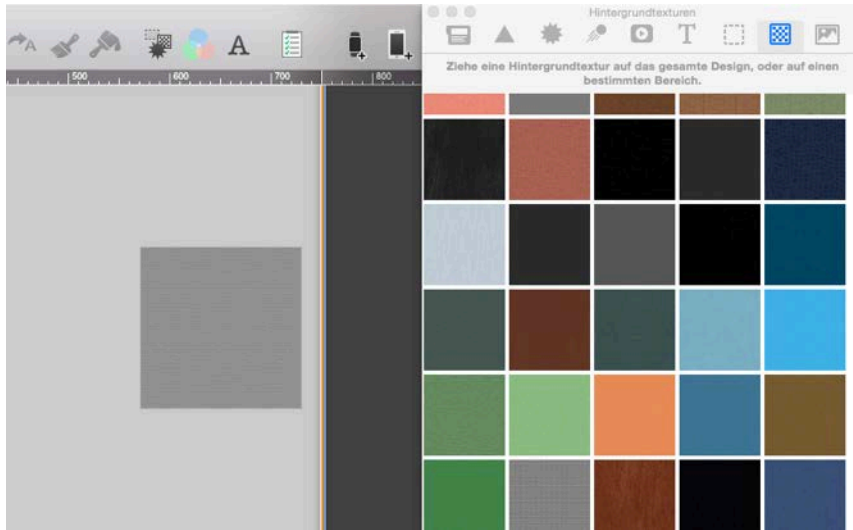 Hintergrundtexturen
A
A
T
500
600
700
800
Ziehe eine Hintergrundtextur auf das gesamte Design, oder auf einen
bestimmten Bereich.